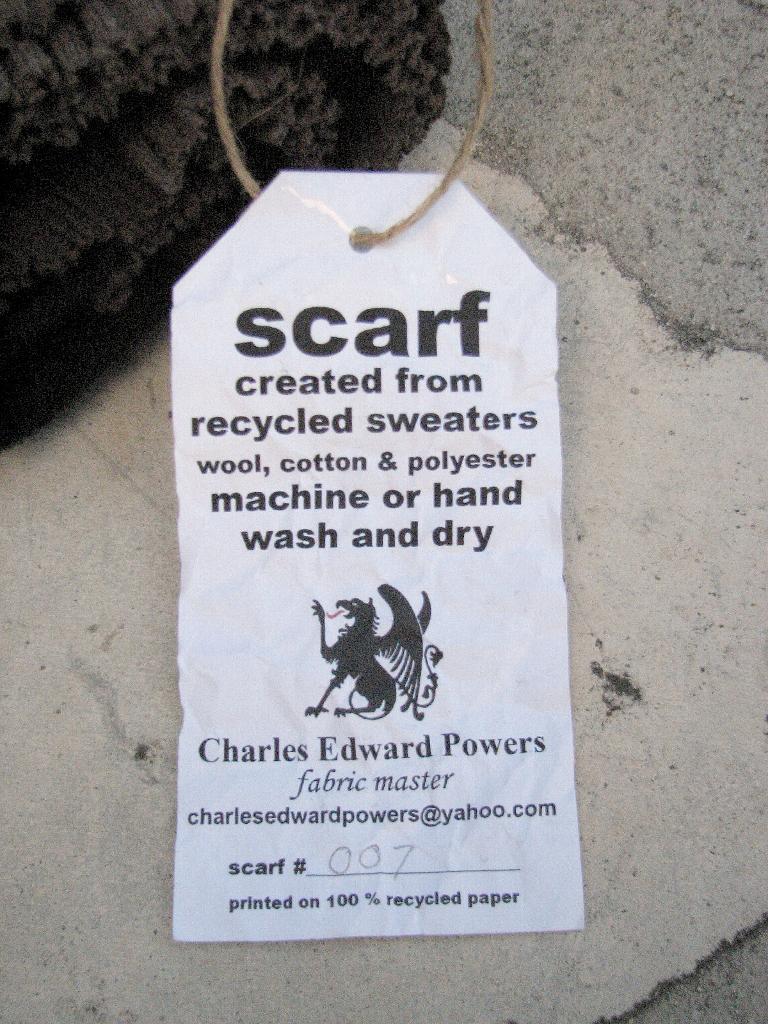 scarf
created from
recycled sweaters
wool, cotton & polyester
machine or hand
wash and dry
Charles Edward Powers
fabric master
charlesedwardpowers@yahoo.com
scarf # 007
printed on 100 % recycled paper